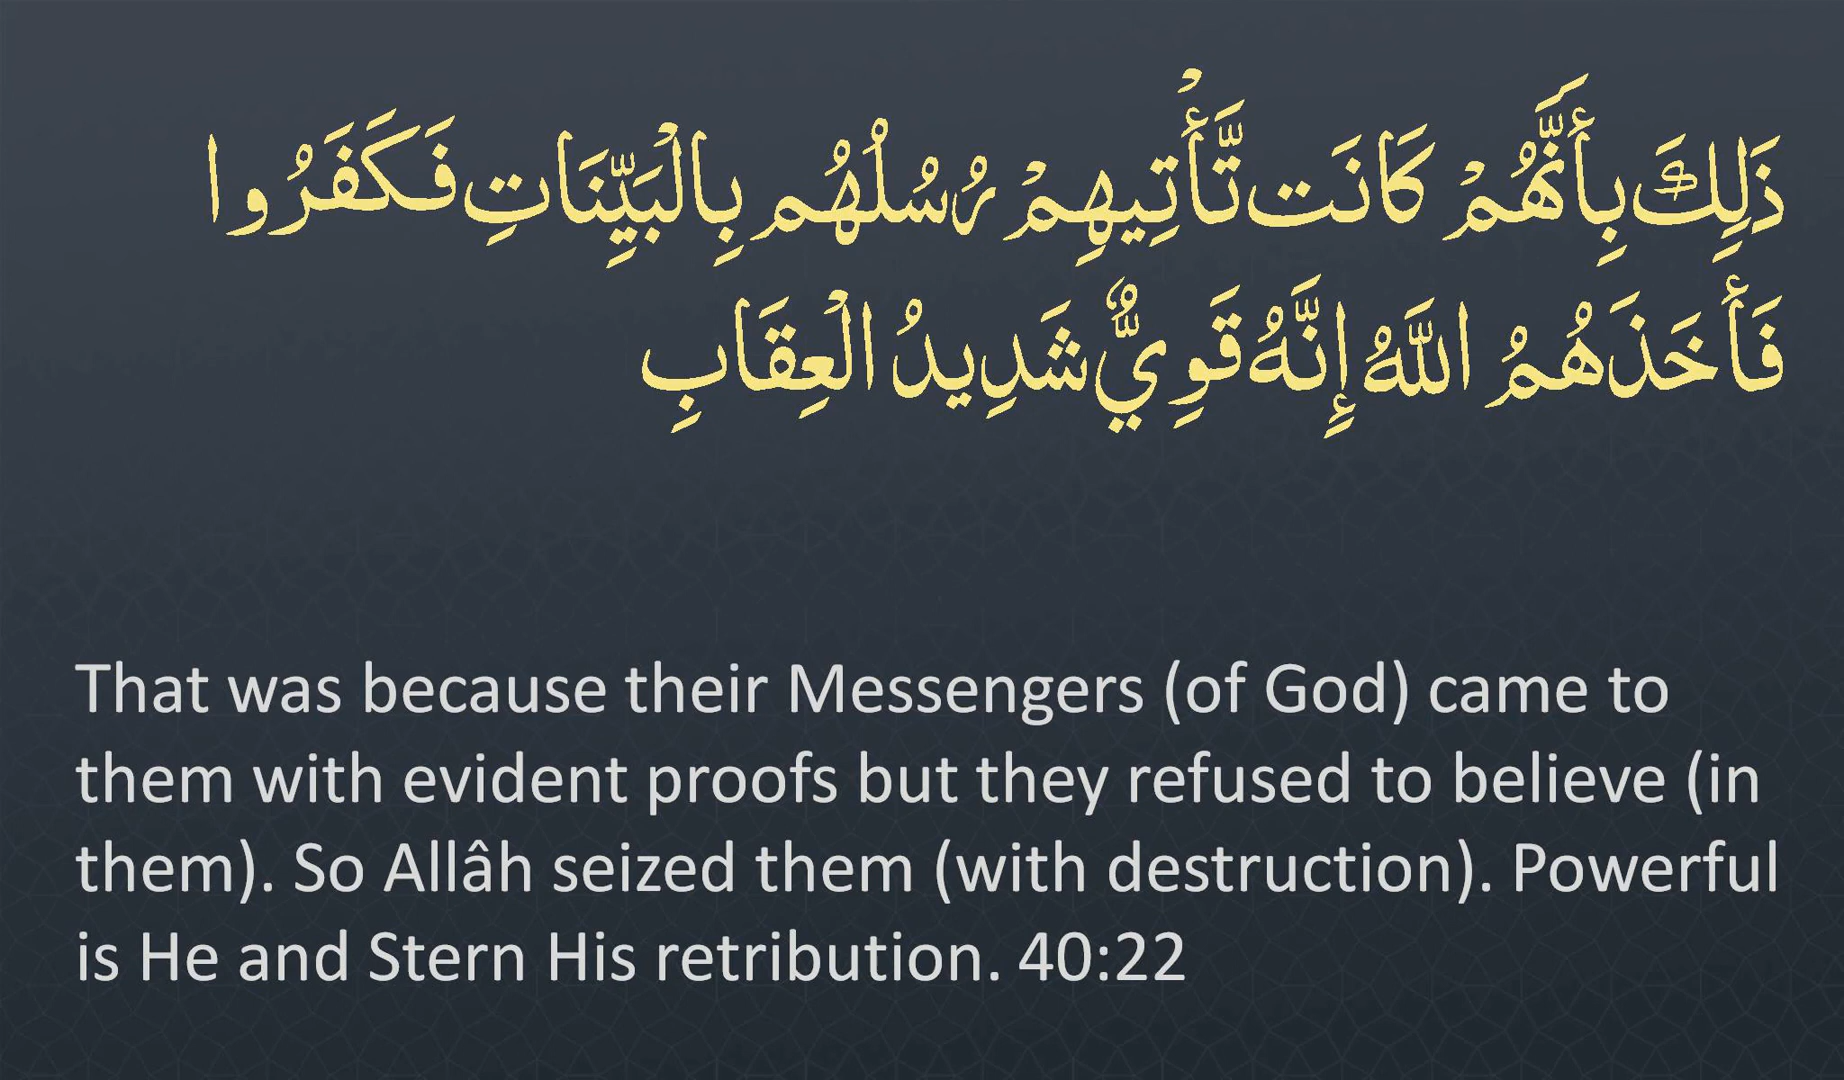 ذَلِكَ بِأَنَّهُمْ كَانَت تَّأْتِيهِمْ رُسُلُهُم بِالْبَيِّنَاتِ فَكَفَرُوا
فَأَخَذَهُمُ اللَّهُ إِنَّهُ قَوِيٌّ شَدِيدُ الْعِقَابِ
That was because their Messengers (of God) came to
them with evident proofs but they refused to believe (in
them). So Allâh seized them (with destruction). Powerful
is He and Stern His retribution. 40:22